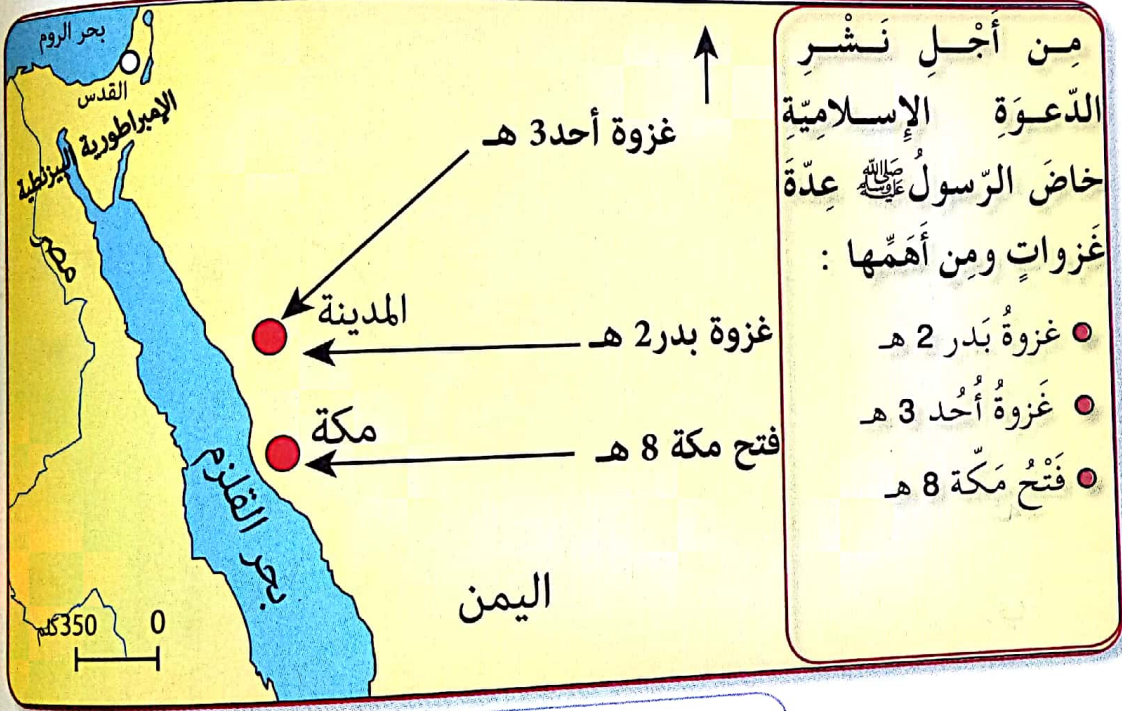 مِن أَجْلِ نَشْرِ
الدّعوَةِ الإِسلامِيّةِ
خاضَ الرّسولُ ﷺ عِدّةَ
غَزواتٍ ومِن أَهَمِّها :
غزوةُ بَدر 2 هـ
غَزوةُ أُحُد 3 هـ
فَتْحُ مَكّة 8 هـ
بحر الروم
القدس
الإمبراطورية البيزنطية
مصر
غزوة أحد3 هـ
المدينة
غزوة بدر2 هـ
مكة
فتح مكة 8 هـ
بحر القلزم
اليمن
0 350كلم